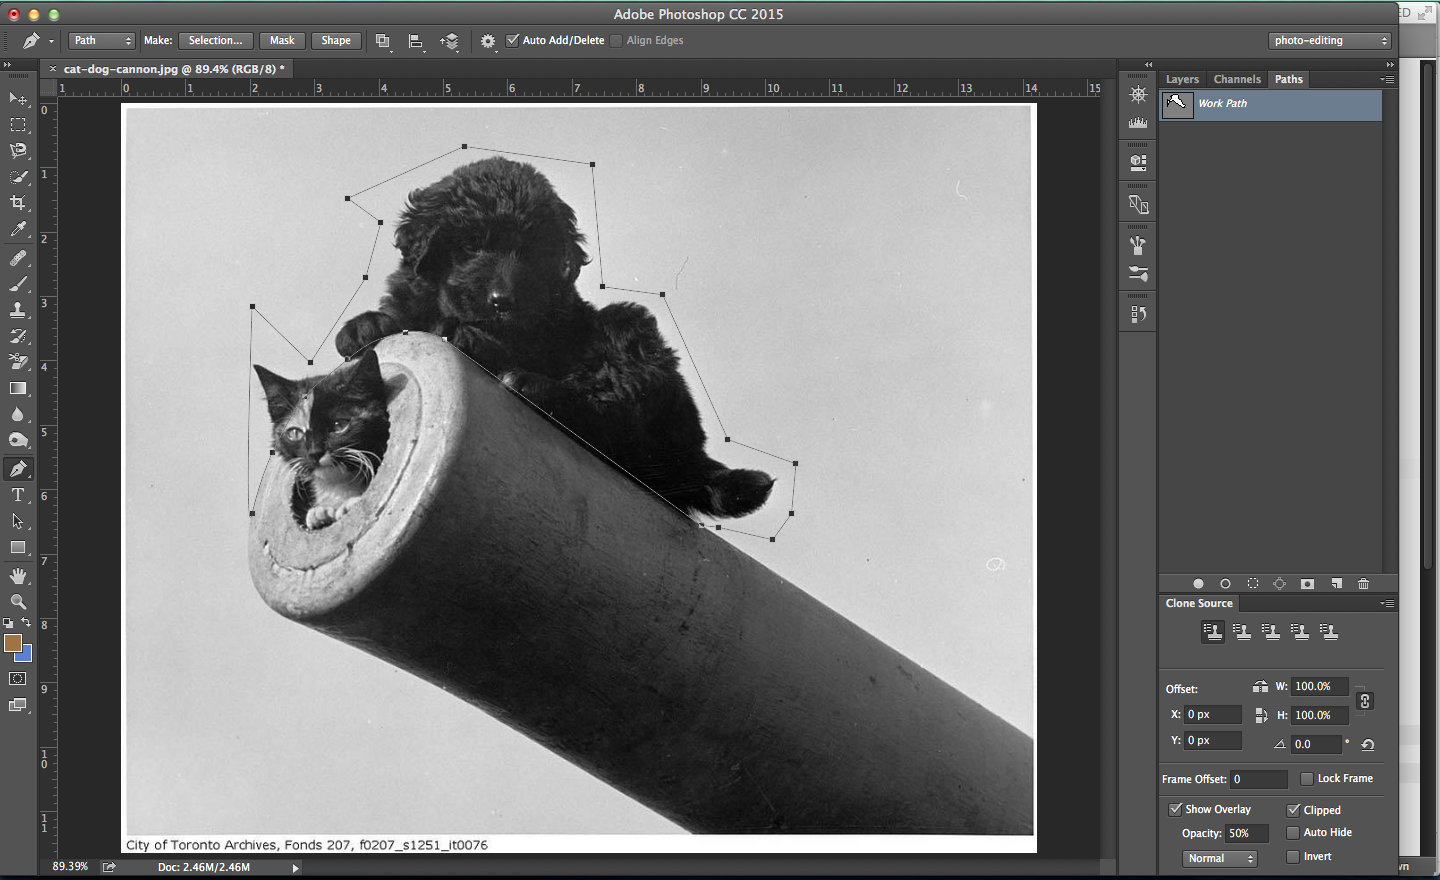 Adobe Photoshop CC 2015
ED
Path
Make:
Selection...
Mask
Shape
Auto Add/Delete
Align Edges
photo-editing
× cat-dog-cannon.jpg @ 89.4% (RGB/8) *
1 0 1 2 3 4 5 6 7 8 9 10 11 12 13 14 15
0
1
2
3
4
5
6
7
8
9
10
11
Layers
Channels
Paths
Work Path
Clone Source
Offset:
W: 100.0%
X: 0 px
H: 100.0%
Y: 0 px
0.0 °
Frame Offset: 0
Lock Frame
Show Overlay
Clipped
Opacity: 50%
Auto Hide
Normal
Invert
City of Toronto Archives, Fonds 207, f0207_s1251_it0076
89.39%
Doc: 2.46M/2.46M
wn